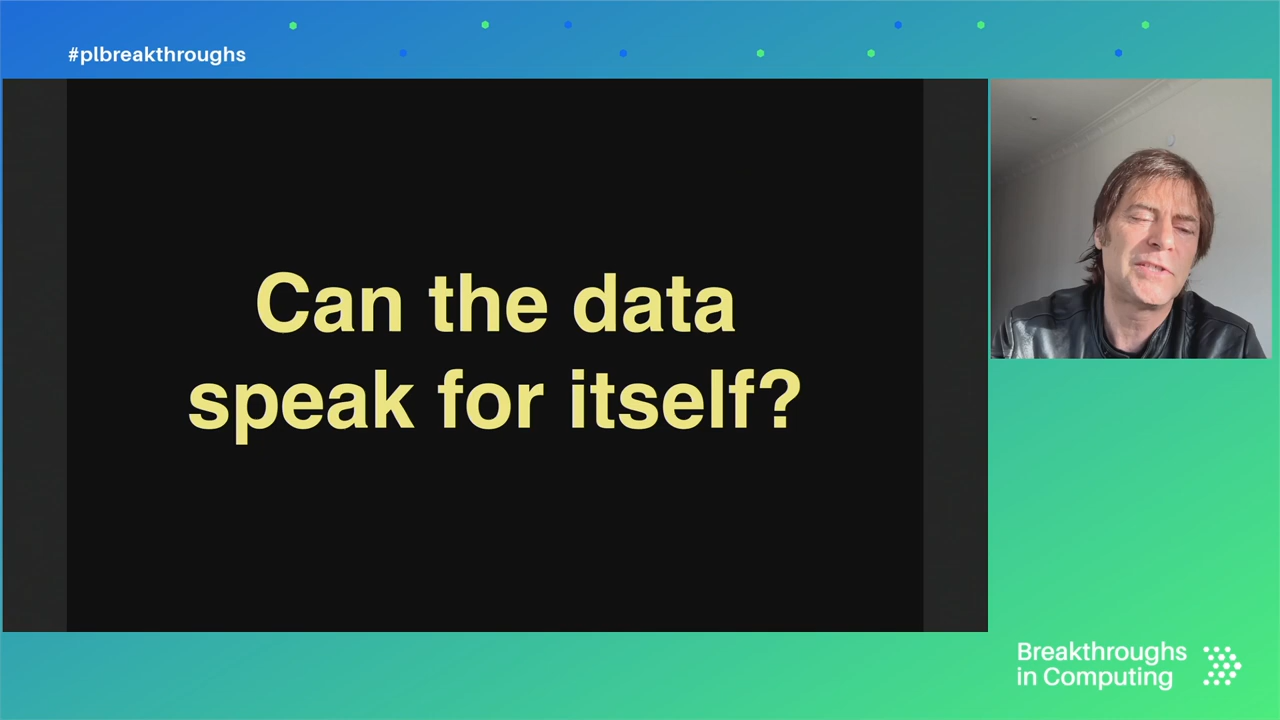 #plbreakthroughs
Can the data
speak for itself?
Breakthroughs
in Computing